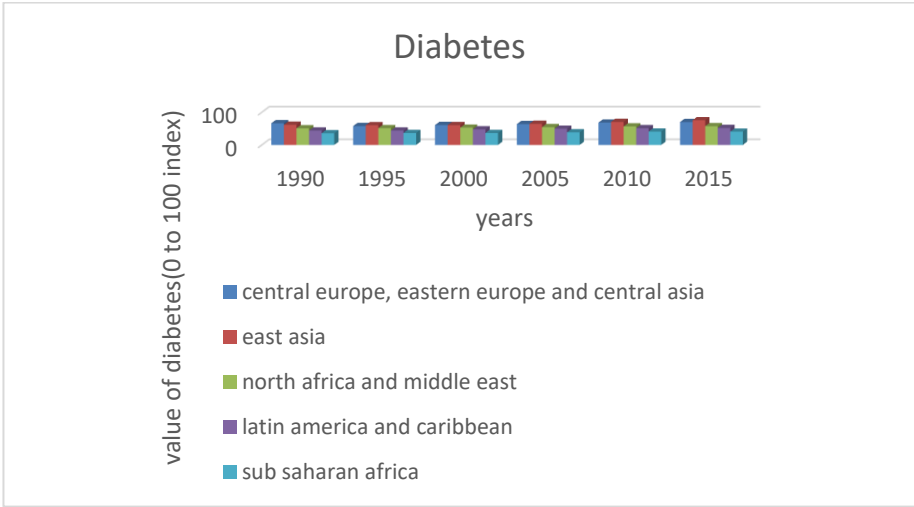 Diabetes
value of diabetes(0 to 100 index)
100
0
1990 1995 2000 2005 2010 2015
years
central europe, eastern europe and central asia
east asia
north africa and middle east
latin america and caribbean
sub saharan africa